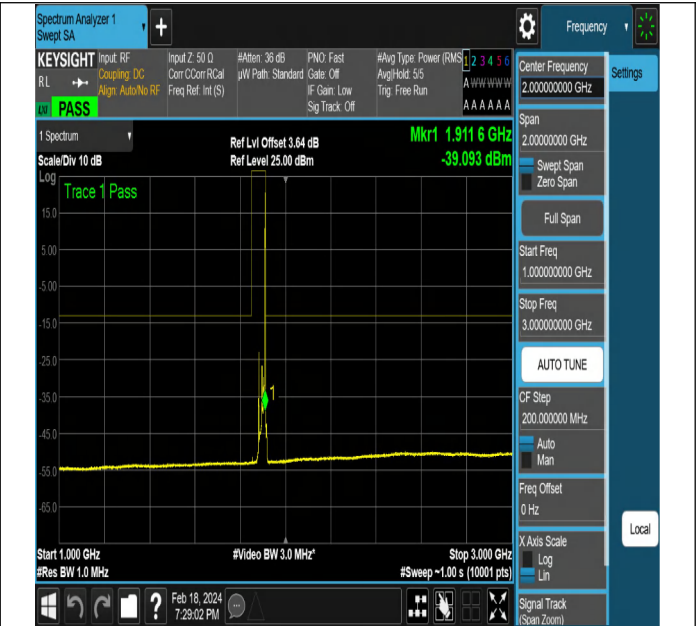 Spectrum Analyzer 1
Swept SA
Frequency
KEYSIGHT
Input: RF
Coupling: DC
Align: Auto/No RF
Input Z: 50 Ω
Corr CCorr RCal
Freq Ref: Int (S)
#Atten: 36 dB
µW Path: Standard
PNO: Fast
Gate: Off
IF Gain: Low
Sig Track: Off
#Avg Type: Power (RMS
Avg|Hold: 5/5
Trig: Free Run
1 2 3 4 5 6
A W W W W W
A A A A A A
RL
LXI
PASS
1 Spectrum
Scale/Div 10 dB
Ref Lvl Offset 3.64 dB
Ref Level 25.00 dBm
Mkr1 1.911 6 GHz
-39.093 dBm
Log
Trace 1 Pass
15.0
5.00
-5.00
-15.0
-25.0
-35.0
-45.0
-55.0
-65.0
1
Start 1.000 GHz
#Res BW 1.0 MHz
#Video BW 3.0 MHz*
Stop 3.000 GHz
#Sweep ~1.00 s (10001 pts)
Feb 18, 2024
7:29:02 PM
Center Frequency
2.000000000 GHz
Settings
Span
2.00000000 GHz
Swept Span
Zero Span
Full Span
Start Freq
1.000000000 GHz
Stop Freq
3.000000000 GHz
AUTO TUNE
CF Step
200.000000 MHz
Auto
Man
Freq Offset
0 Hz
X Axis Scale
Log
Lin
Local
Signal Track
(Span Zoom)